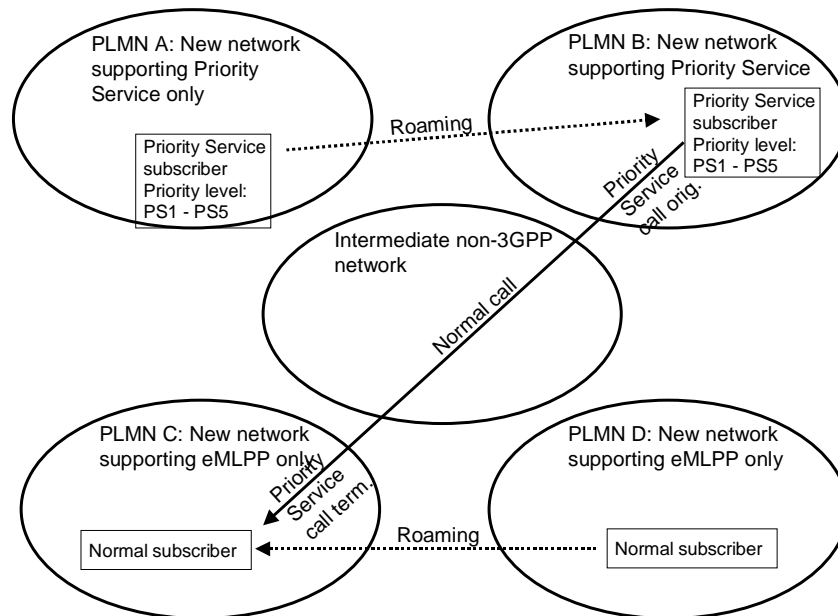 PLMN A: New network
supporting Priority
Service only
Priority Service
subscriber
Priority level:
PS1 - PS5
Roaming
PLMN B: New network
supporting Priority Service
Priority Service
subscriber
Priority level:
PS1 - PS5
Priority
Service
call orig.
Intermediate non-3GPP
network
Normal call
PLMN C: New network
supporting eMLPP only
Priority
Service
call term.
Normal subscriber
Roaming
PLMN D: New network
supporting eMLPP only
Normal subscriber